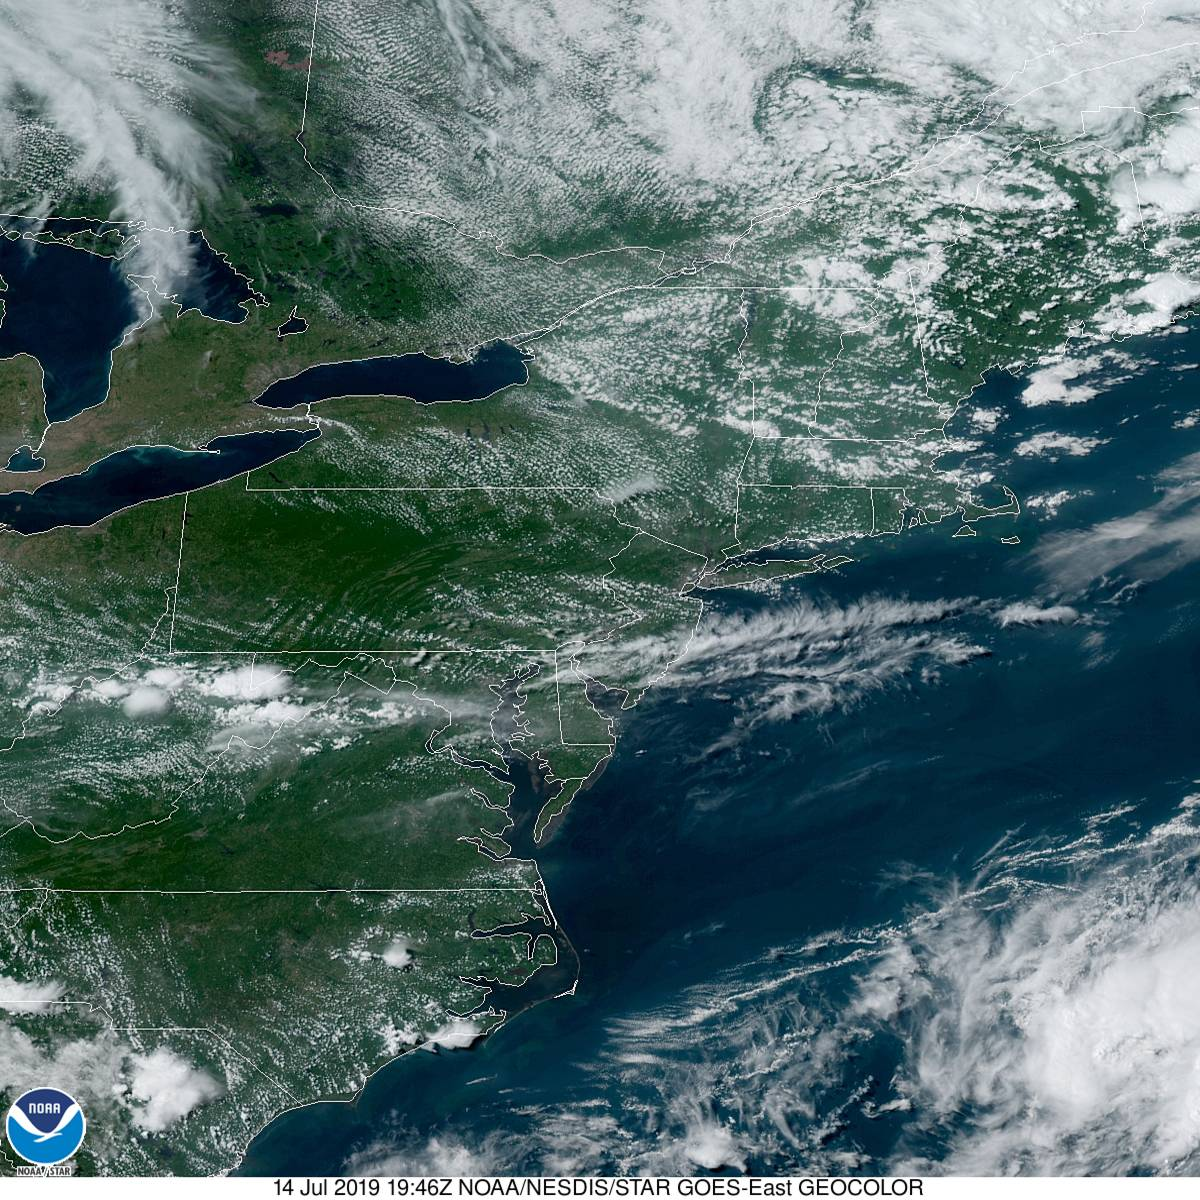 NOAA
NOAA STAR
14 Jul 2019 19:46Z NOAA/NESDIS/STAR GOES-East GEOCOLOR